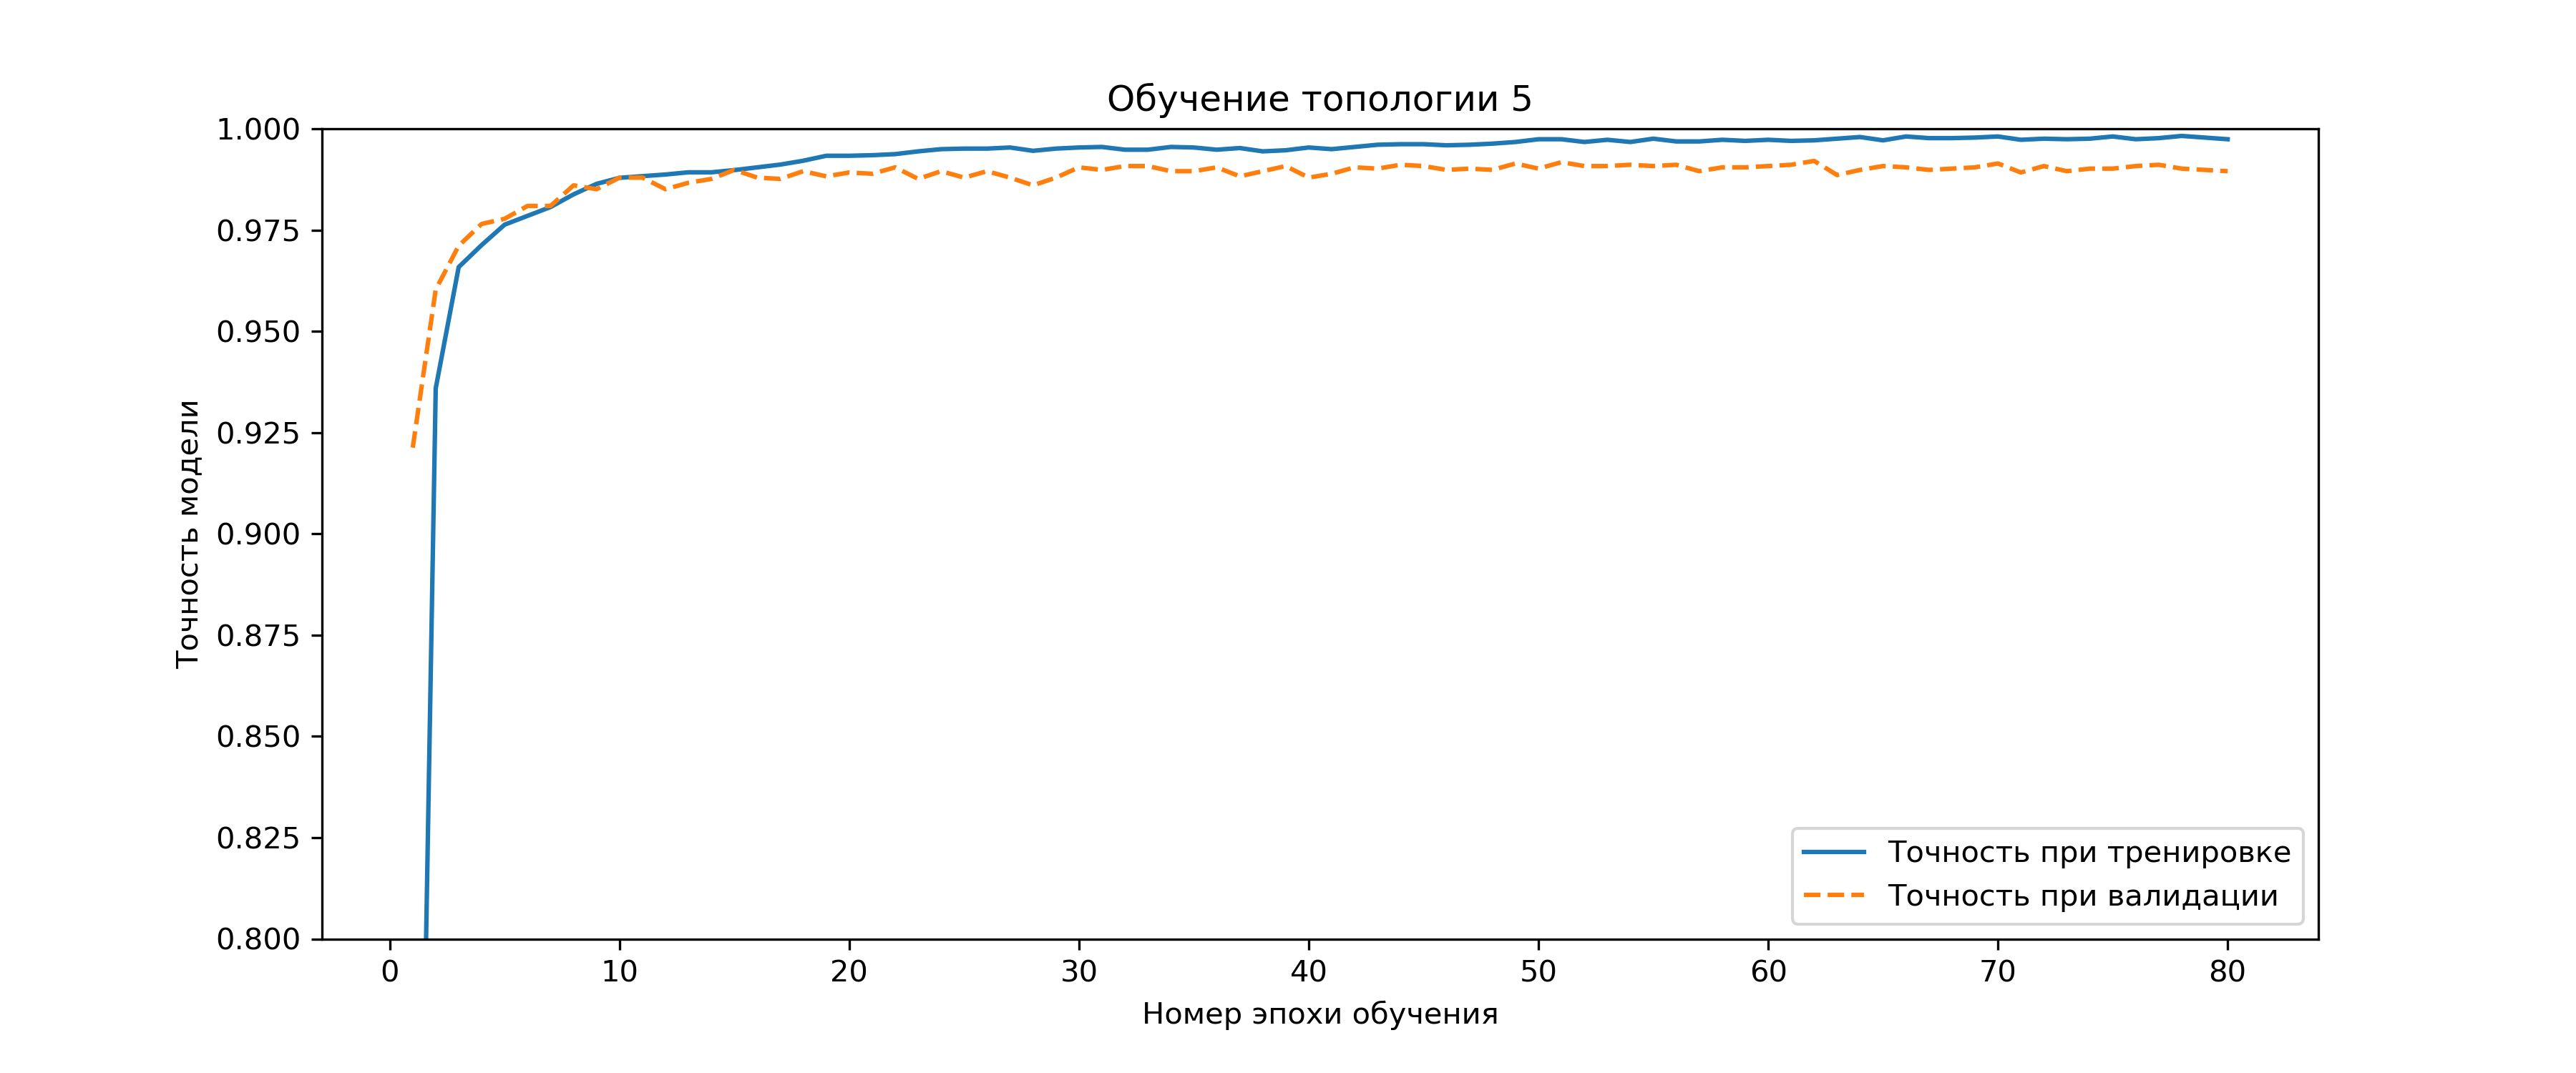 Обучение топологии 5
1.000
0.975
0.950
0.925
0.900
0.875
0.850
0.825
0.800
Точность модели
0 10 20 30 40 50 60 70 80
Номер эпохи обучения
Точность при тренировке
Точность при валидации